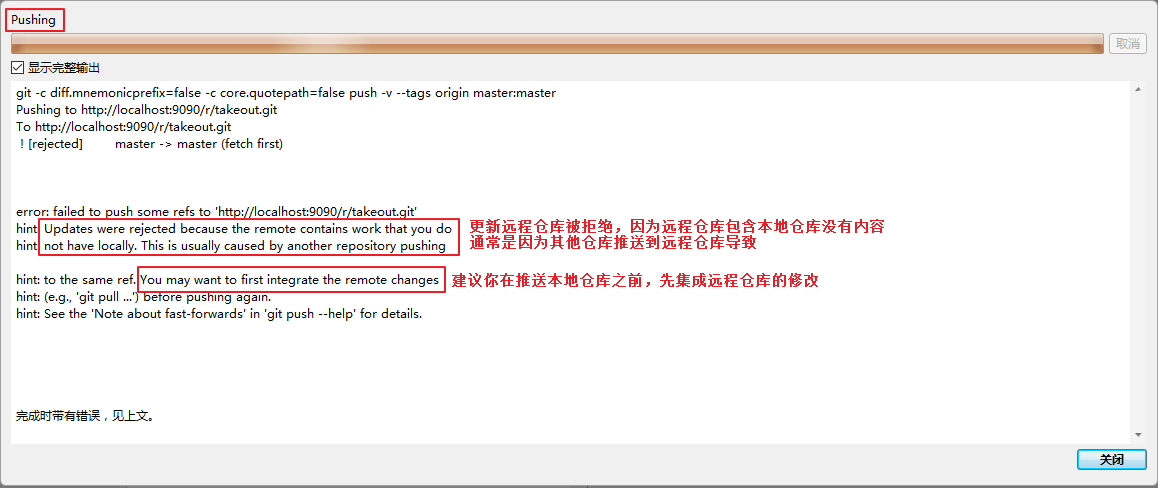 Pushing
取消
显示完整输出
git -c diff.mnemonicprefix=false -c core.quotepath=false push -v --tags origin master:master
Pushing to http://localhost:9090/r/takeout.git
To http://localhost:9090/r/takeout.git
! [rejected] master -> master (fetch first)
error: failed to push some refs to 'http://localhost:9090/r/takeout.git'
hint: Updates were rejected because the remote contains work that you do
更新远程仓库被拒绝，因为远程仓库包含本地仓库没有内容
hint: not have locally. This is usually caused by another repository pushing
通常是因为其他仓库推送到远程仓库导致
hint: to the same ref. You may want to first integrate the remote changes
建议你在推送本地仓库之前，先集成远程仓库的修改
hint: (e.g., 'git pull ...') before pushing again.
hint: See the 'Note about fast-forwards' in 'git push --help' for details.
完成时带有错误，见上文。
关闭